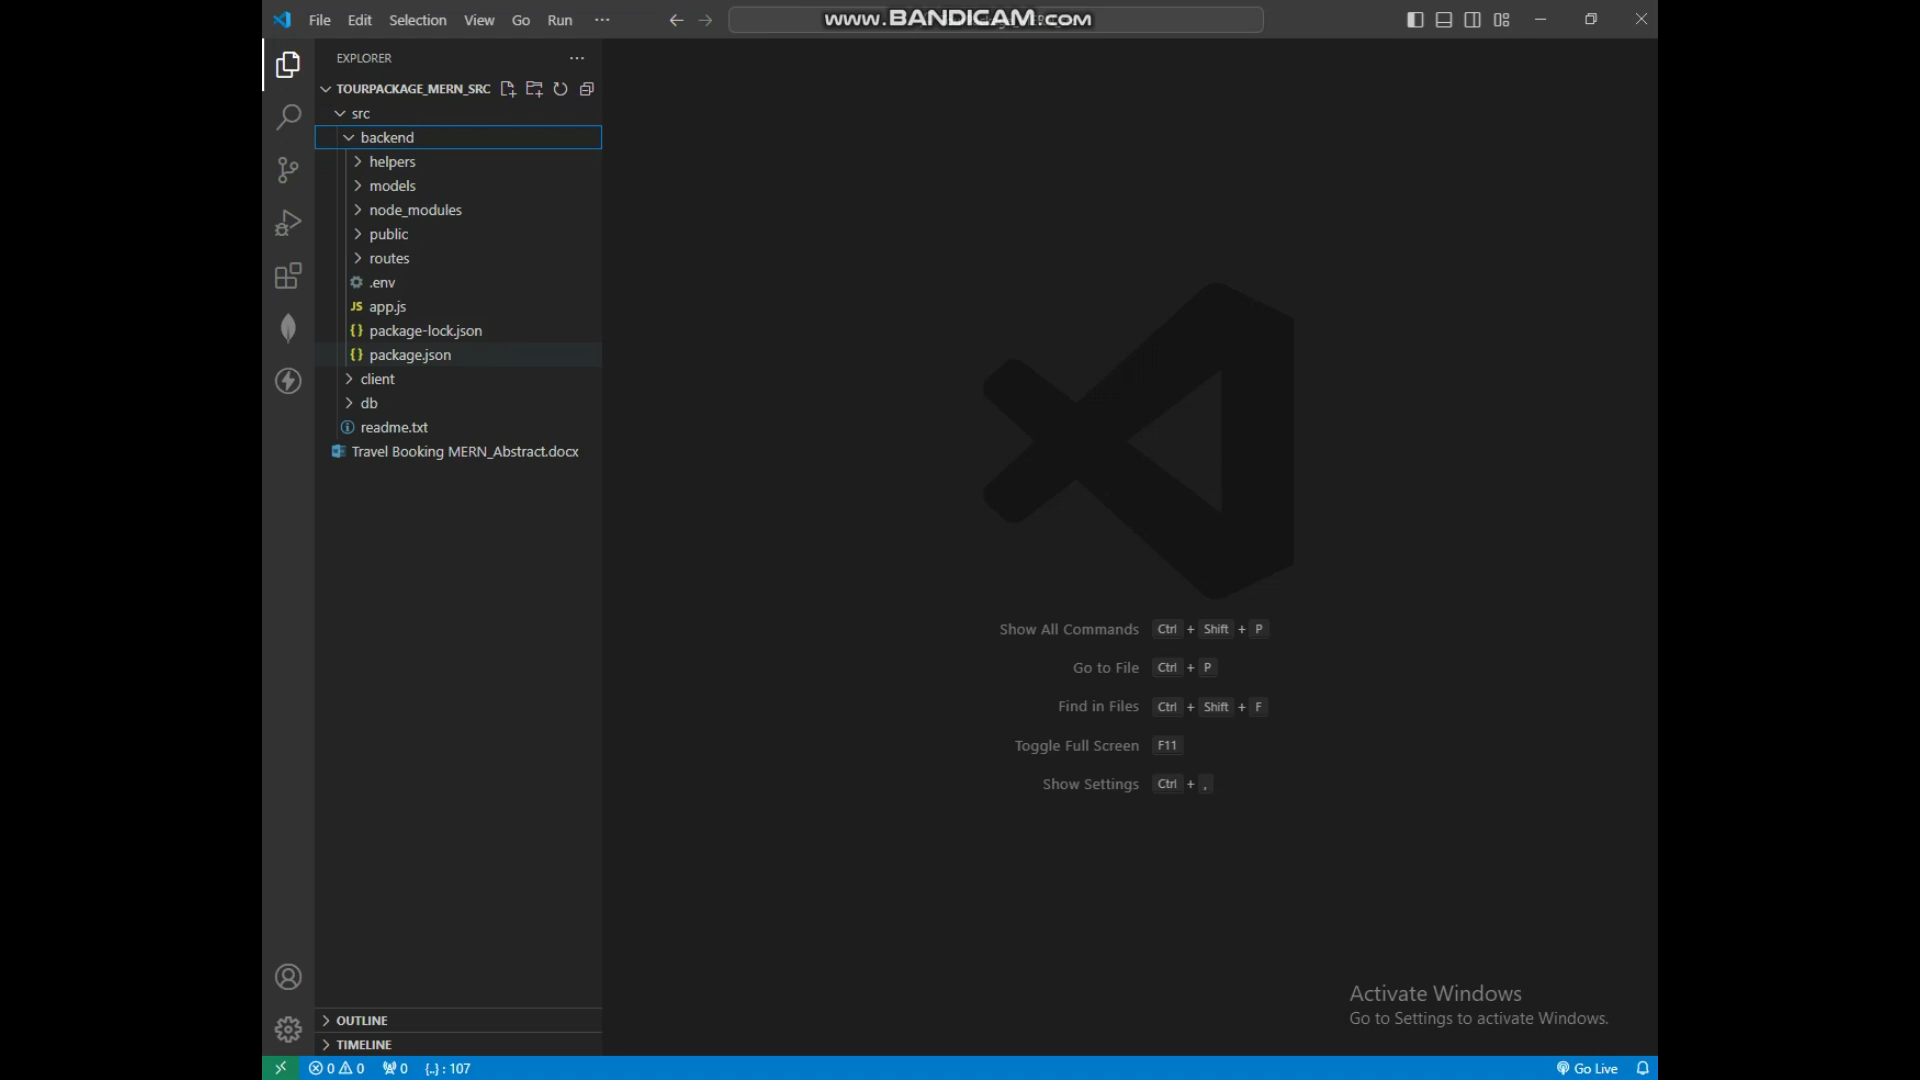 File Edit Selection View Go Run ···
www.BANDICAM.com
EXPLORER
TOURPACKAGE_MERN_SRC
src
backend
helpers
models
node_modules
public
routes
.env
JS app.js
{} package-lock.json
{} package.json
client
db
readme.txt
Travel Booking MERN_Abstract.docx
Show All Commands Ctrl + Shift + P
Go to File Ctrl + P
Find in Files Ctrl + Shift + F
Toggle Full Screen F11
Show Settings Ctrl + ,
Activate Windows
Go to Settings to activate Windows.
OUTLINE
TIMELINE
0 0 0 {..} : 107 Go Live